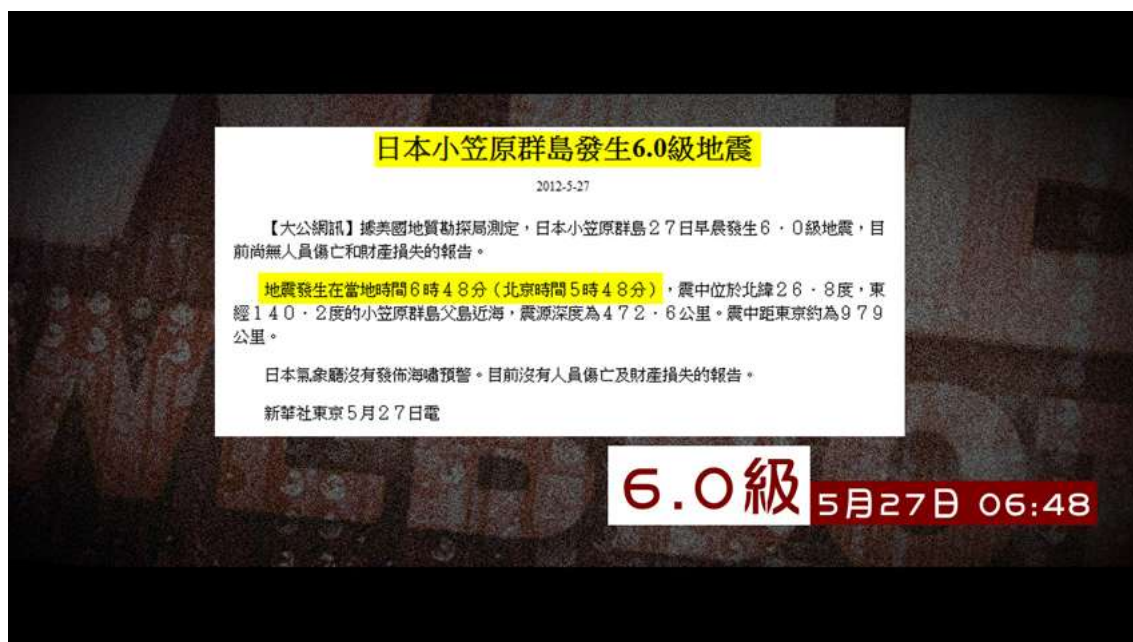 日本小笠原群島發生6.0級地震
2012-5-27
【大公網訊】據美國地質勘探局測定，日本小笠原群島２７日早晨發生６．０級地震，目
前尚無人員傷亡和財產損失的報告。
地震發生在當地時間６時４８分（北京時間５時４８分），震中位於北緯２６．８度，東
經１４０．２度的小笠原群島父島近海，震源深度為４７２．６公里。震中距東京約為９７９
公里。
日本氣象廳沒有發佈海嘯預警。目前沒有人員傷亡及財產損失的報告。
新華社東京５月２７日電
6.0級
5月27日 06:48